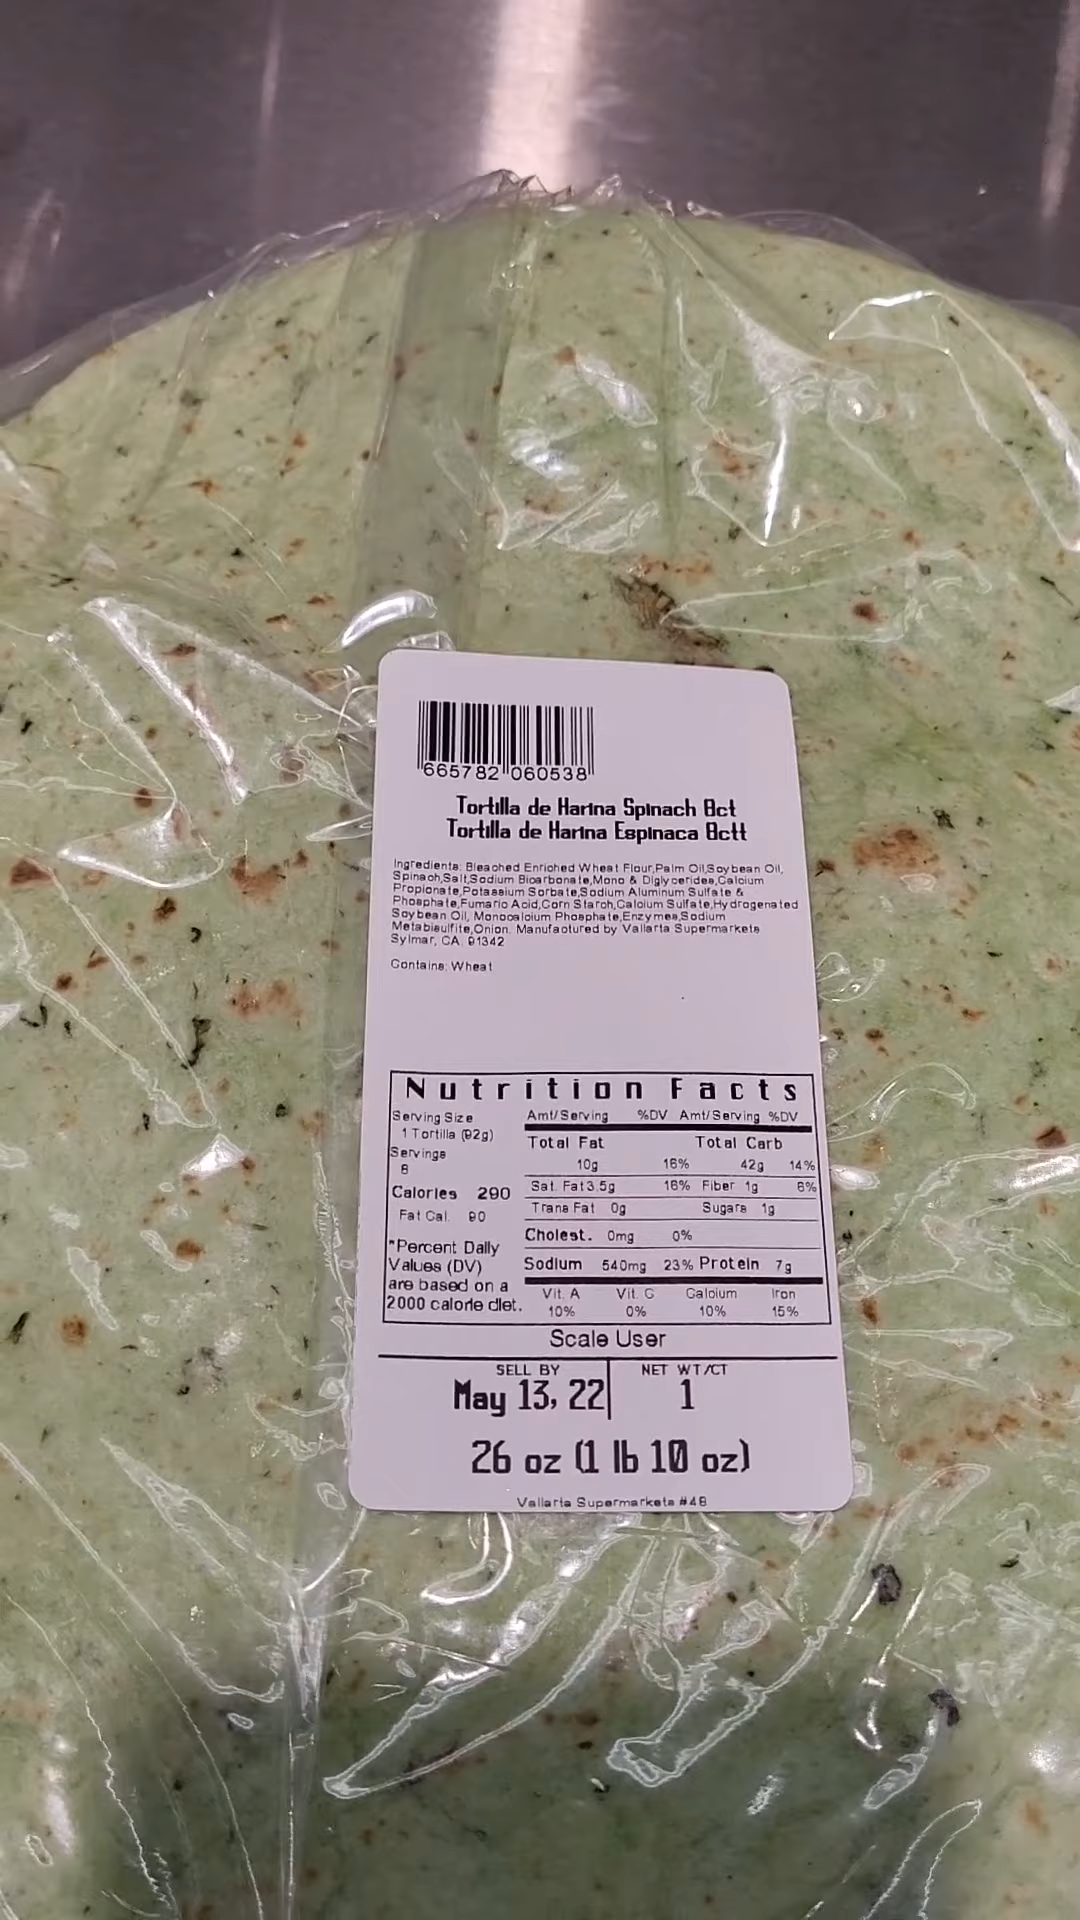 665782 060538
Tortilla de Harina Spinach 8ct
Tortilla de Harina Espinaca 8ctt
Ingredients: Bleached Enriched Wheat Flour,Palm Oil,Soybean Oil,
Spinach,Salt,Sodium Bicarbonate,Mono & Diglycerides,Calcium
Propionate,Potassium Sorbate,Sodium Aluminum Sulfate &
Phosphate,Fumaric Acid,Corn Starch,Calcium Sulfate,Hydrogenated
Soybean Oil, Monocalcium Phosphate,Enzymes,Sodium
Metabisulfite,Onion. Manufactured by Vallarta Supermarkets
Sylmar, CA. 91342
Contains: Wheat
Nutrition Facts
Serving Size
1 Tortilla (92g)
Servings
8
Calories 290
Fat Cal. 90
*Percent Daily
Values (DV)
are based on a
2000 calorie diet.
Amt/Serving %DV Amt/Serving %DV
Total Fat Total Carb
10g 16% 42g 14%
Sat. Fat 3.5g 18% Fiber 1g 6%
Trans Fat 0g Sugars 1g
Cholest. 0mg 0%
Sodium 540mg 23% Protein 7g
Vit. A Vit. C Calcium Iron
10% 0% 10% 15%
Scale User
SELL BY NET WT/CT
May 13, 22 1
26 oz (1 lb 10 oz)
Vallarta Supermarkets #48